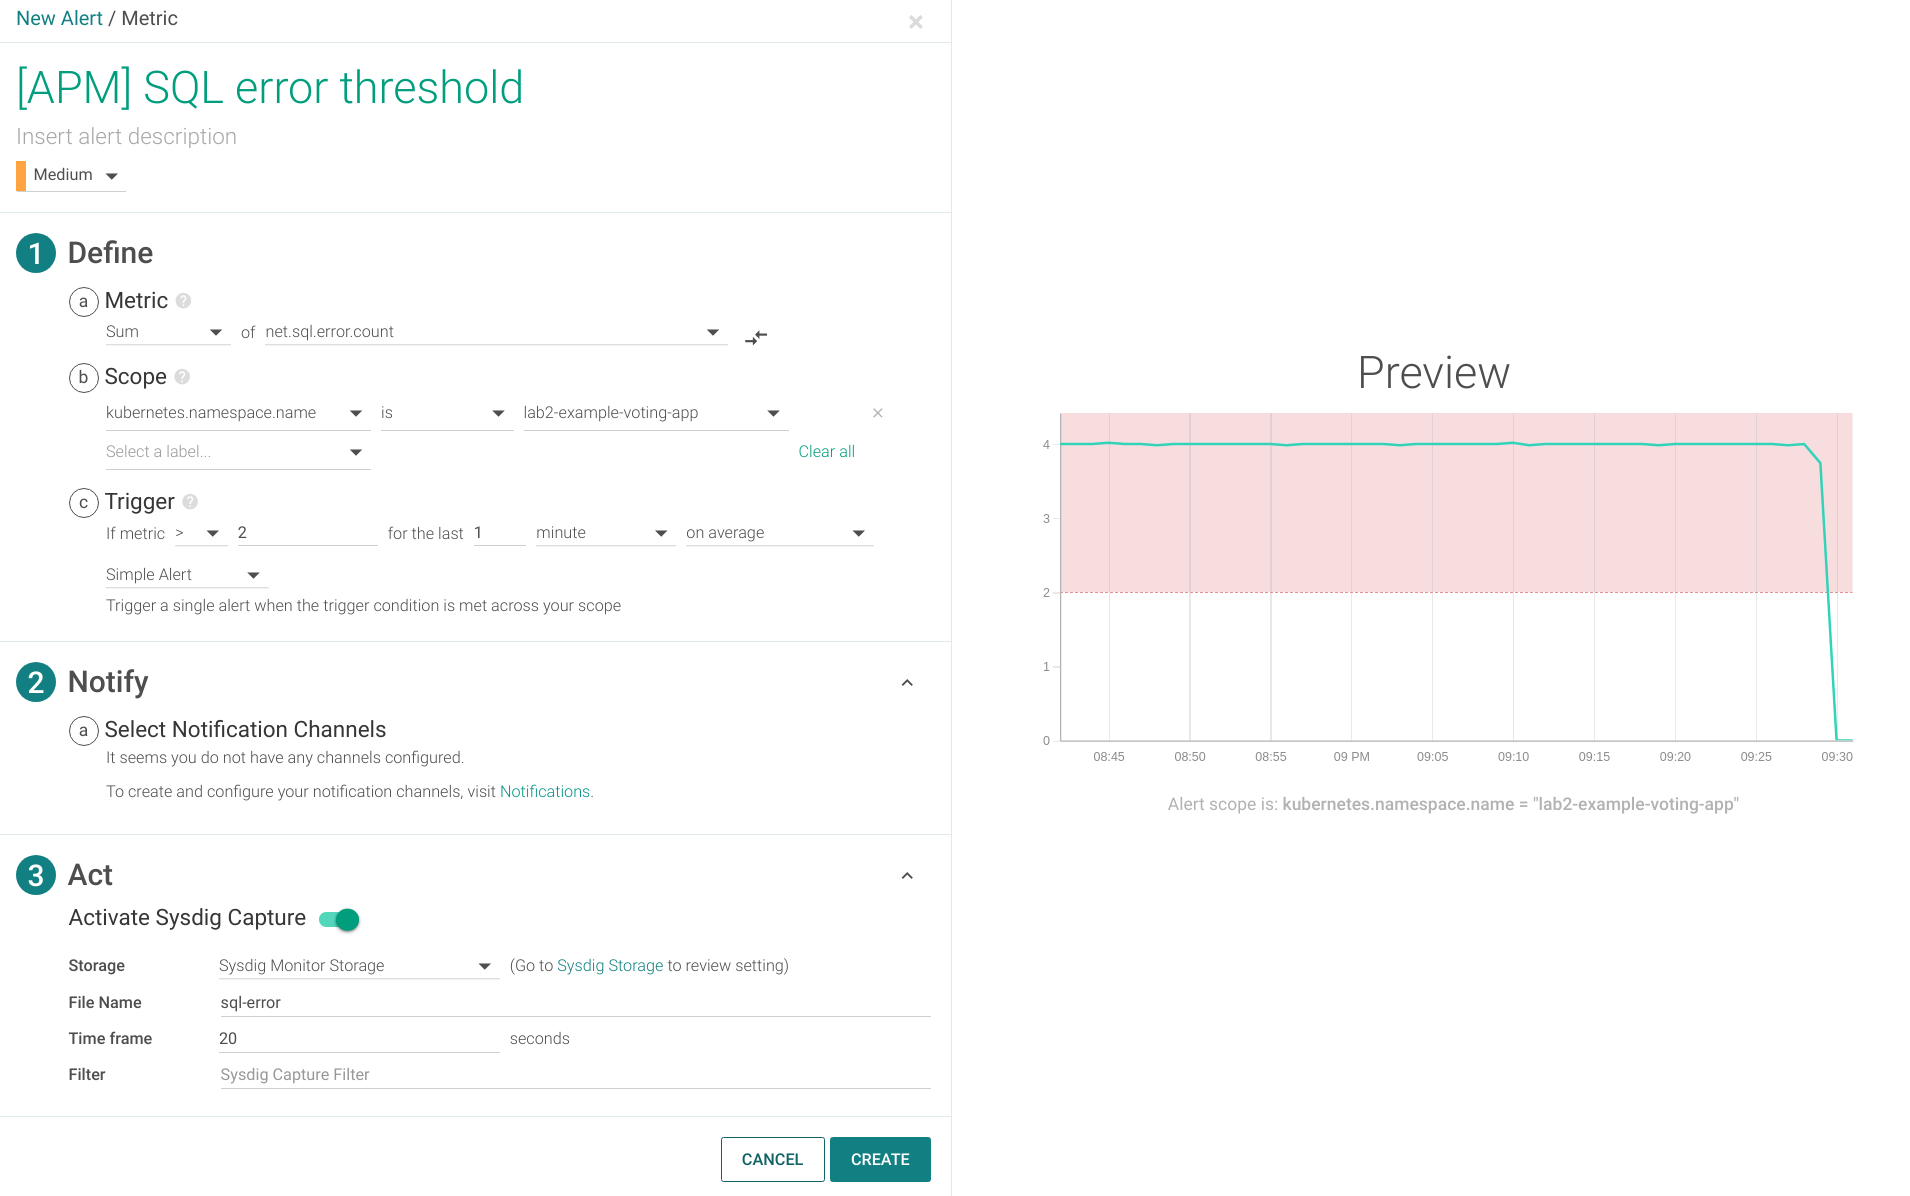 New Alert / Metric
[APM] SQL error threshold
Insert alert description
Medium
1 Define
a Metric ?
Sum of net.sql.error.count
b Scope ?
kubernetes.namespace.name is lab2-example-voting-app ×
Select a label... Clear all
c Trigger ?
If metric > 2 for the last 1 minute on average
Simple Alert
Trigger a single alert when the trigger condition is met across your scope
2 Notify
a Select Notification Channels
It seems you do not have any channels configured.
To create and configure your notification channels, visit Notifications.
3 Act
Activate Sysdig Capture
Storage Sysdig Monitor Storage (Go to Sysdig Storage to review setting)
File Name sql-error
Time frame 20 seconds
Filter Sysdig Capture Filter
CANCEL CREATE
Preview
4
3
2
1
0
08:45 08:50 08:55 09 PM 09:05 09:10 09:15 09:20 09:25 09:30
Alert scope is: kubernetes.namespace.name = "lab2-example-voting-app"